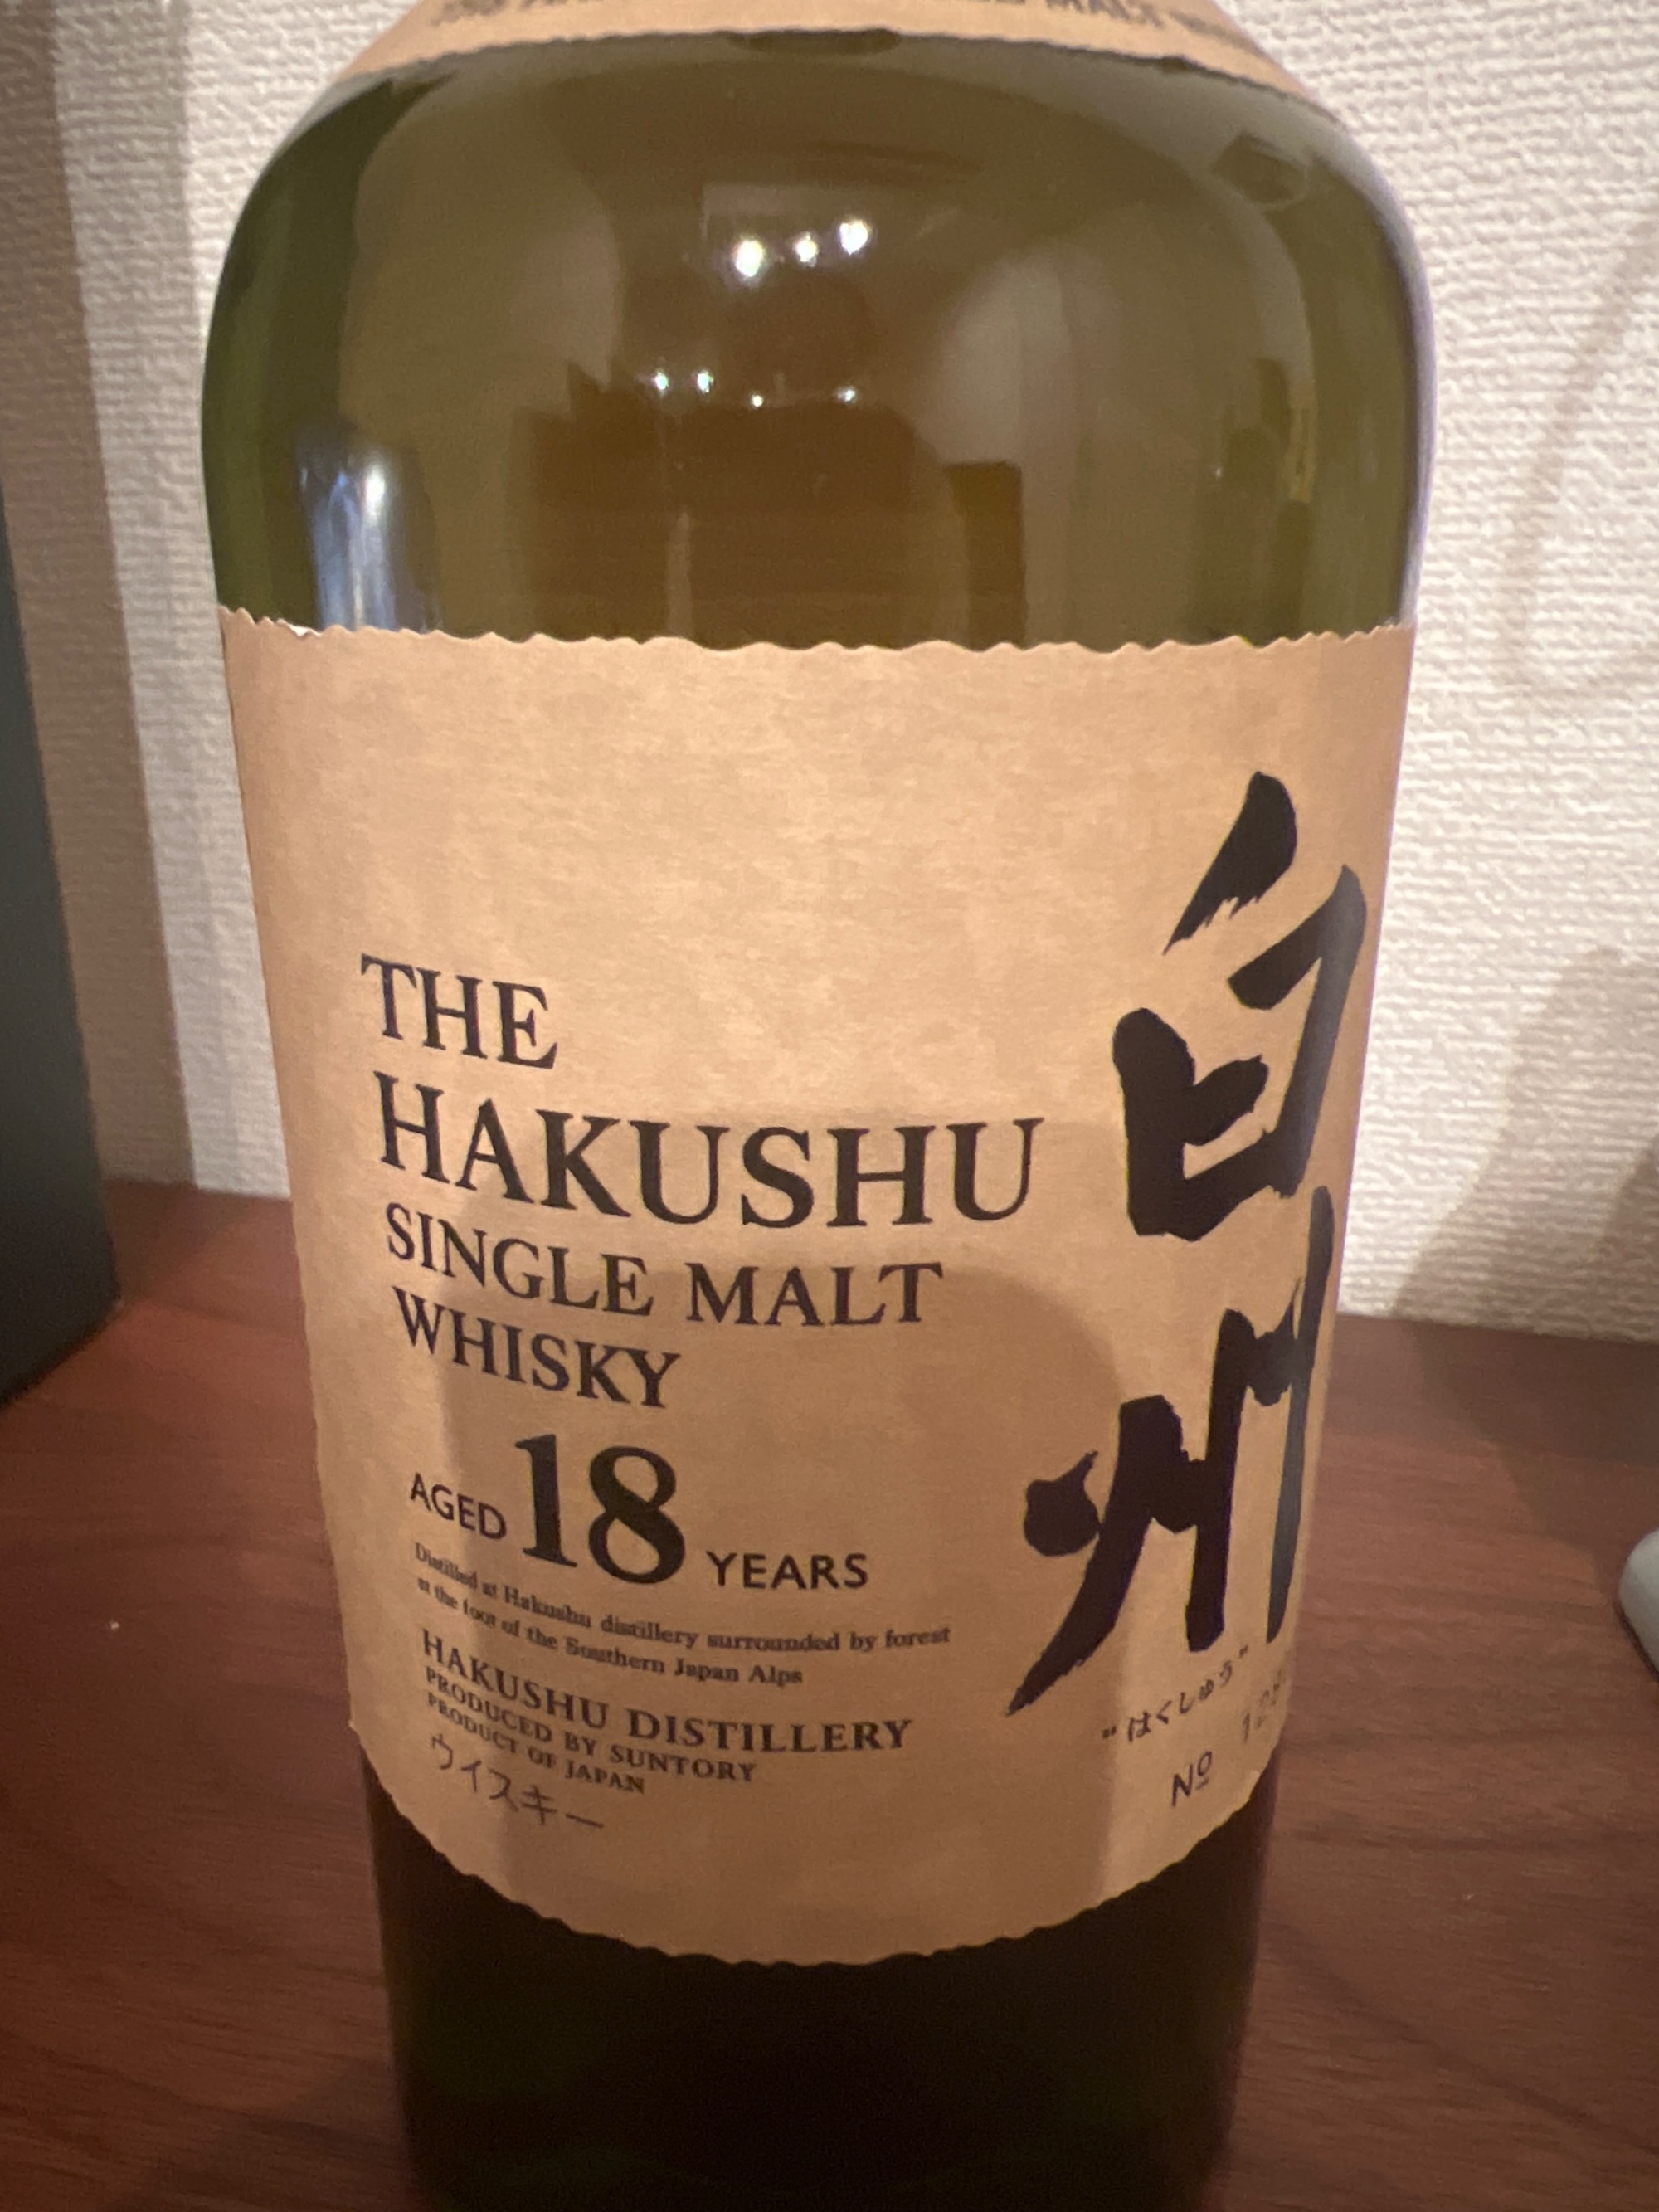 THE
HAKUSHU
SINGLE MALT
WHISKY
AGED 18 YEARS
Distilled at Hakushu distillery surrounded by forest
at the foot of the Southern Japan Alps
HAKUSHU DISTILLERY
PRODUCED BY SUNTORY
PRODUCT OF JAPAN
ウイスキー
白州
"はくしゅう"
Nº